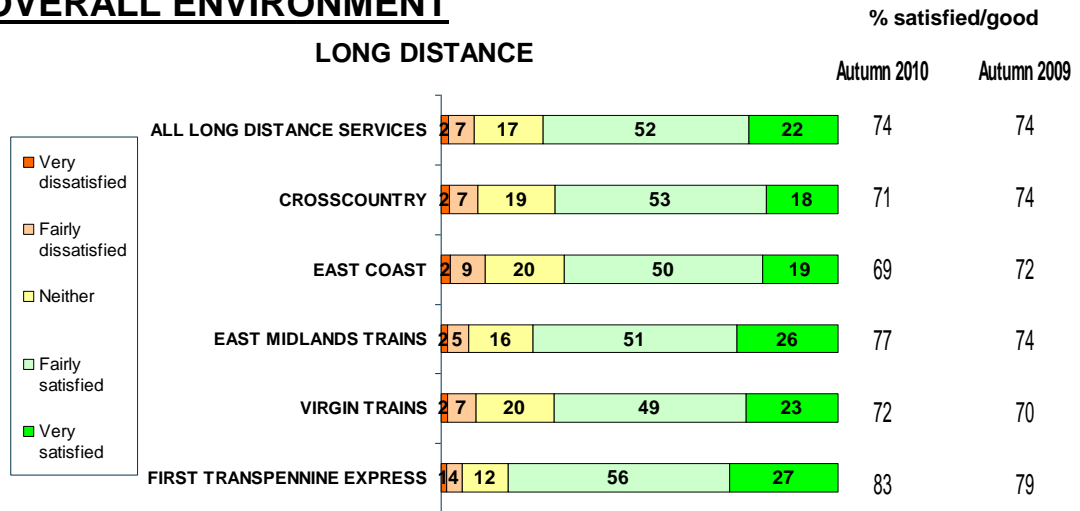 OVERALL ENVIRONMENT
% satisfied/good
LONG DISTANCE
Autumn 2010 Autumn 2009
ALL LONG DISTANCE SERVICES 2 7 17 52 22 74 74
CROSSCOUNTRY 2 7 19 53 18 71 74
EAST COAST 2 9 20 50 19 69 72
EAST MIDLANDS TRAINS 2 5 16 51 26 77 74
VIRGIN TRAINS 2 7 20 49 23 72 70
FIRST TRANSPENNINE EXPRESS 1 4 12 56 27 83 79
Very
dissatisfied
Fairly
dissatisfied
Neither
Fairly
satisfied
Very
satisfied